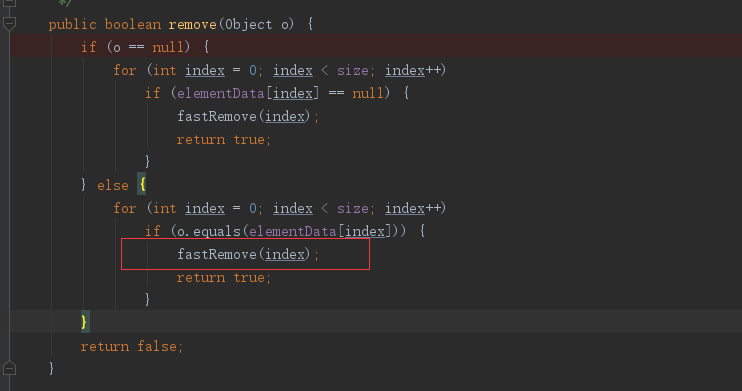 */
public boolean remove(Object o) {
if (o == null) {
for (int index = 0; index < size; index++)
if (elementData[index] == null) {
fastRemove(index);
return true;
}
} else {
for (int index = 0; index < size; index++)
if (o.equals(elementData[index])) {
fastRemove(index);
return true;
}
}
return false;
}